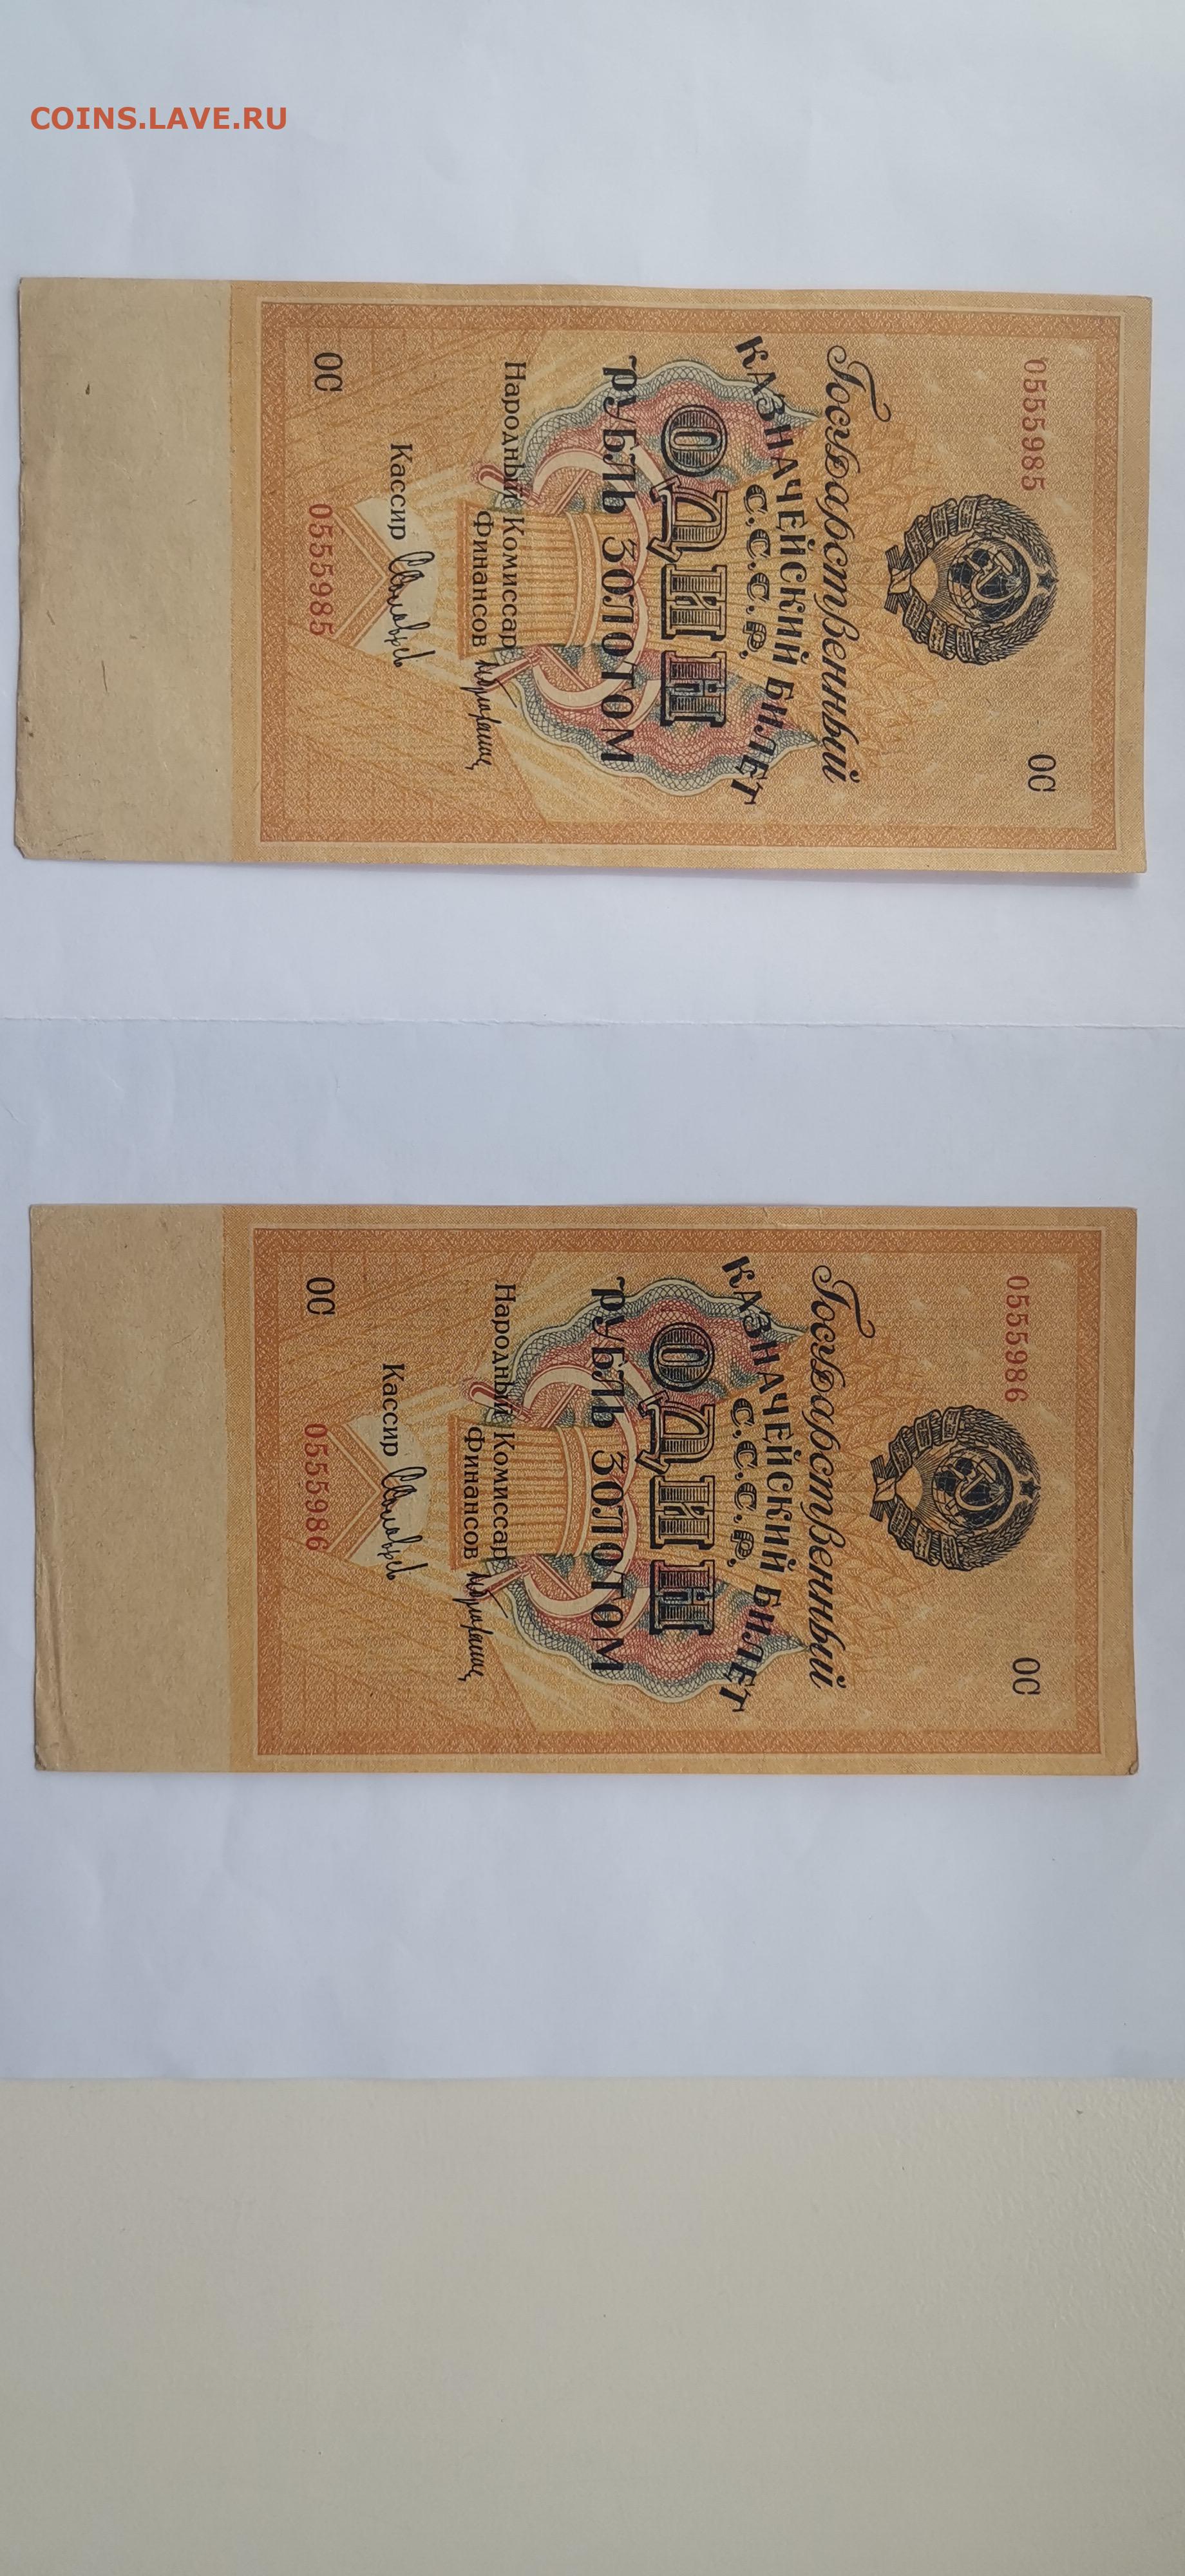 COINS.LAVE.RU
0555985
ОС
Государственный
КАЗНАЧЕЙСКИЙ БИЛЕТ
С.С.С.Р.
ОДИН
РУБЛЬ ЗОЛОТОМ
Народный Комиссар
Финансов
Кассир
ОС
0555985
0555986
ОС
Государственный
КАЗНАЧЕЙСКИЙ БИЛЕТ
С.С.С.Р.
ОДИН
РУБЛЬ ЗОЛОТОМ
Народный Комиссар
Финансов
Кассир
ОС
0555986